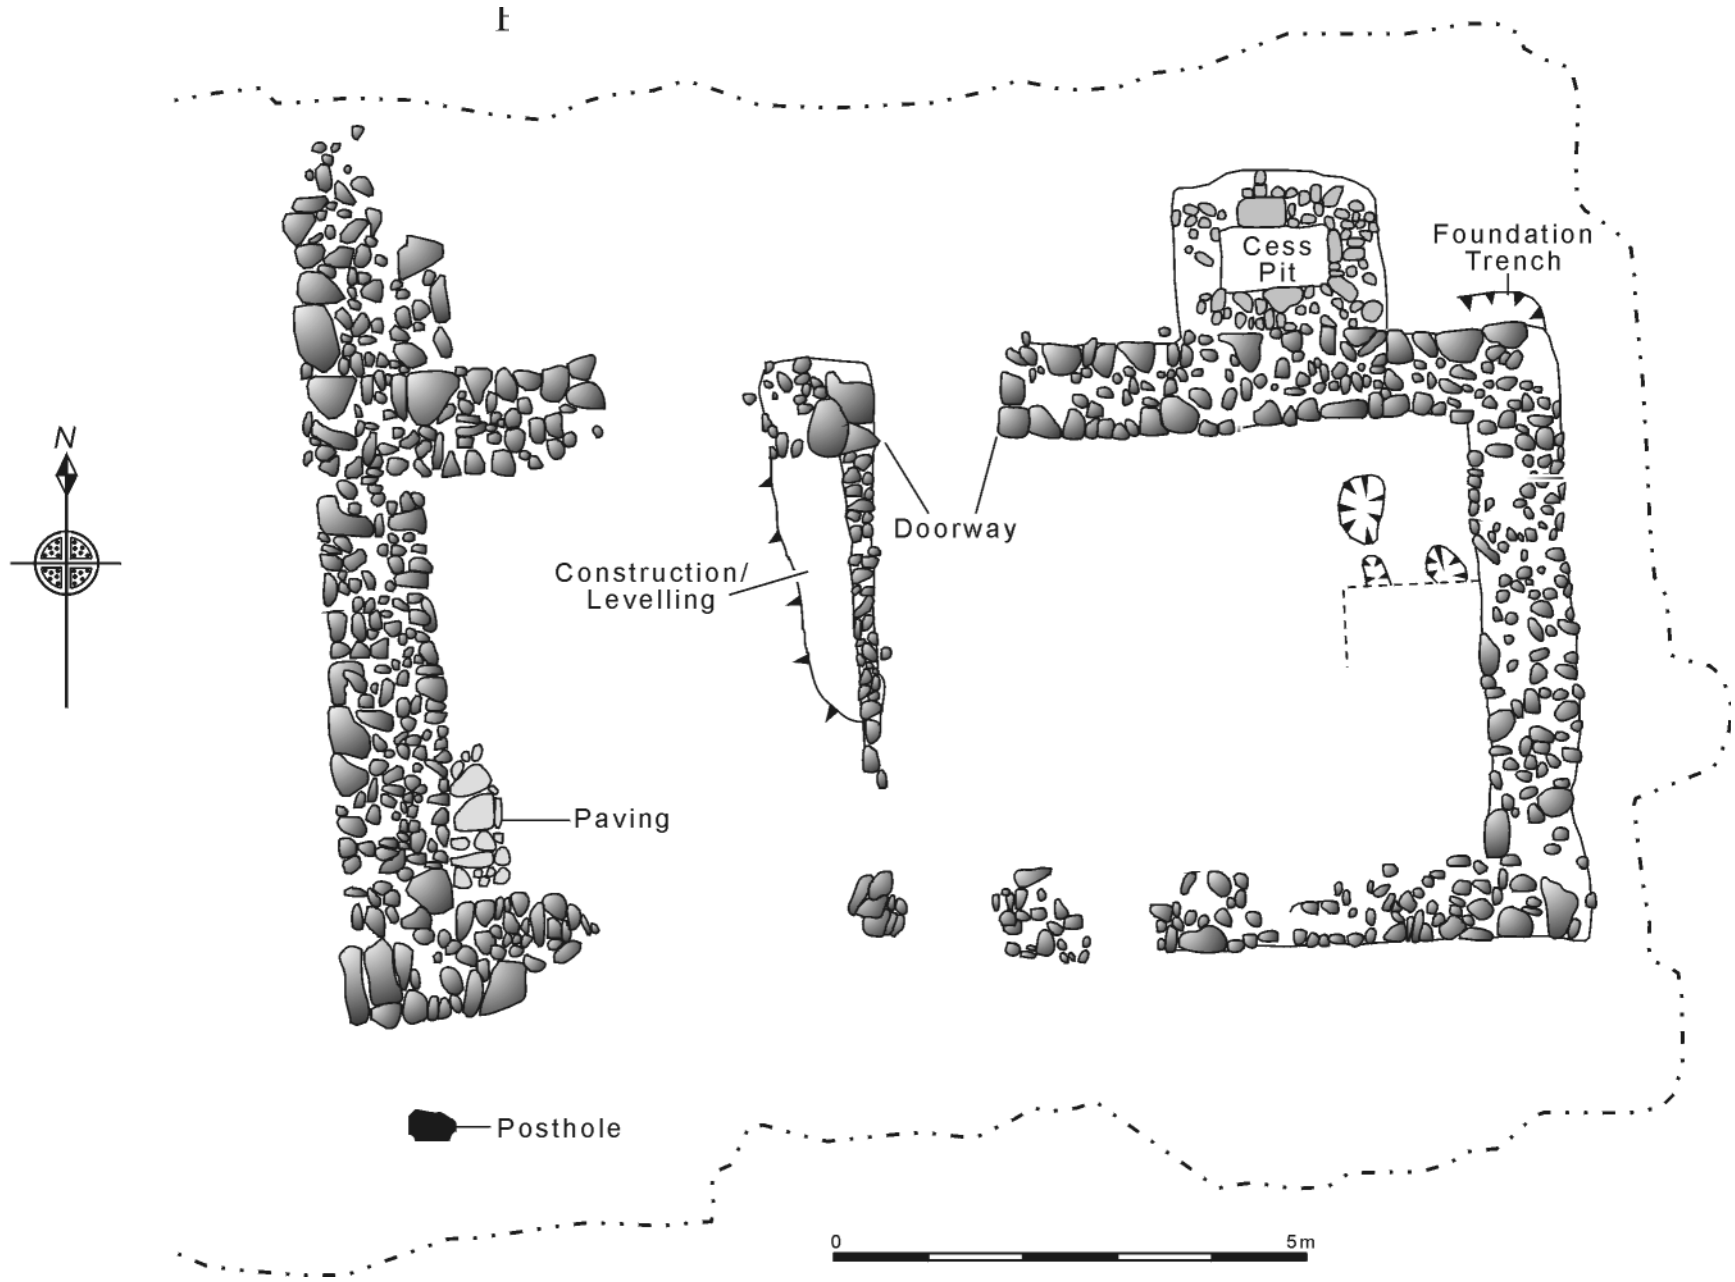 Cess
Pit
Foundation
Trench
N
Doorway
Construction/
Levelling
Paving
Posthole
0 5m